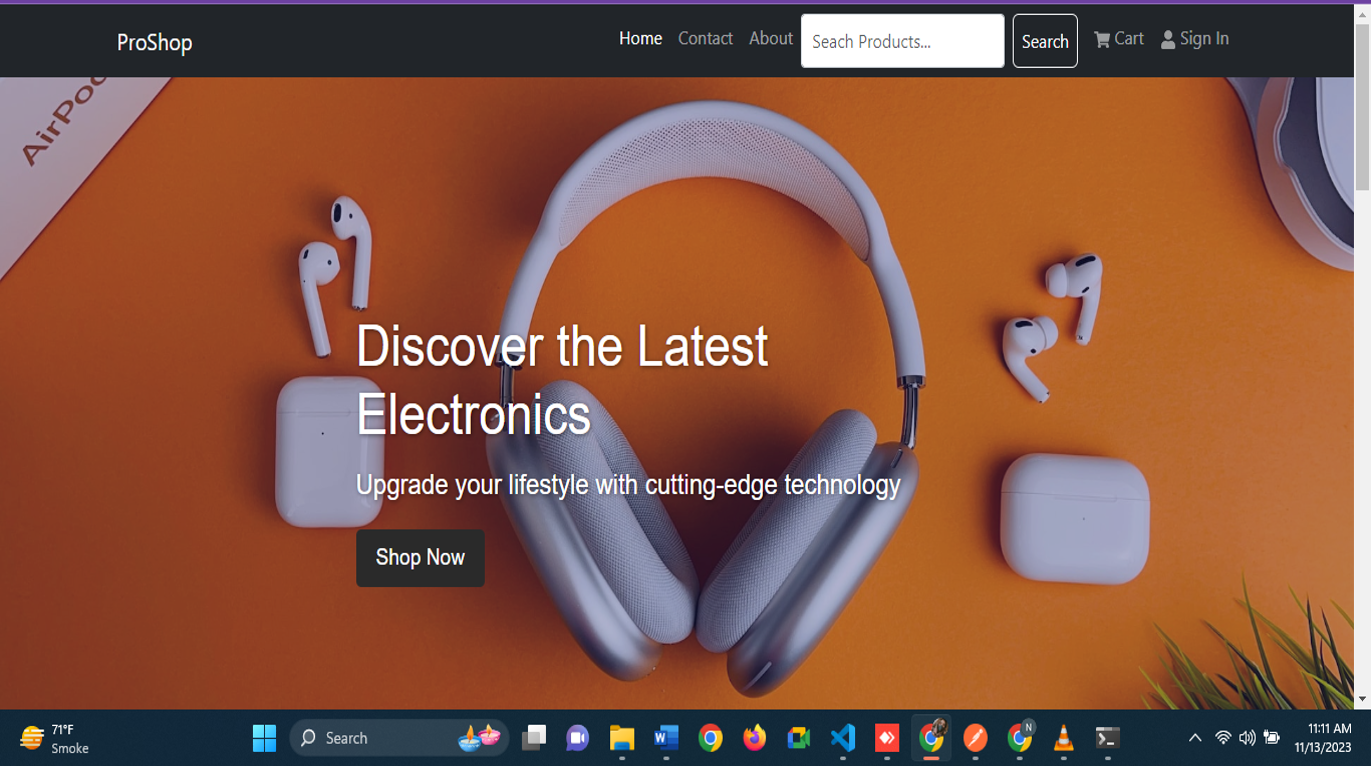 ProShop
Home Contact About Seach Products... Search Cart Sign In
AirPod
Discover the Latest
Electronics
Upgrade your lifestyle with cutting-edge technology
Shop Now
71°F
Smoke
Search
N
11:11 AM
11/13/2023